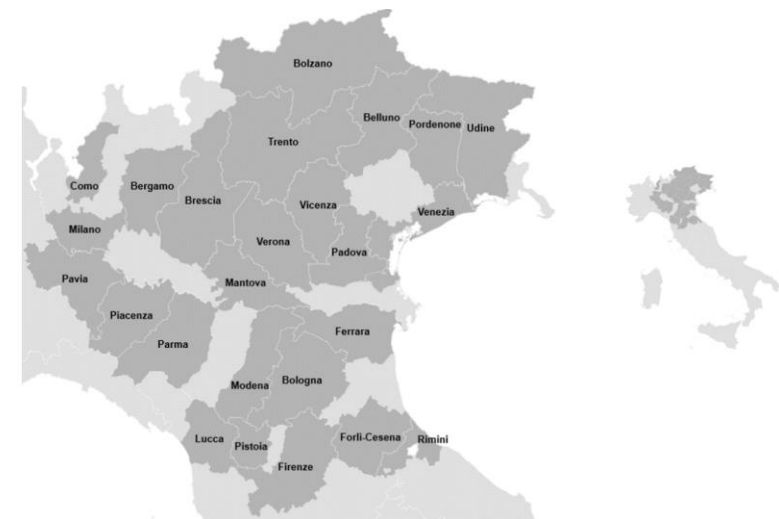 Bolzano
Belluno
Pordenone
Udine
Trento
Como
Bergamo
Brescia
Vicenza
Venezia
Milano
Verona
Padova
Pavia
Mantova
Piacenza
Ferrara
Parma
Modena
Bologna
Lucca
Pistoia
Forlì-Cesena
Rimini
Firenze